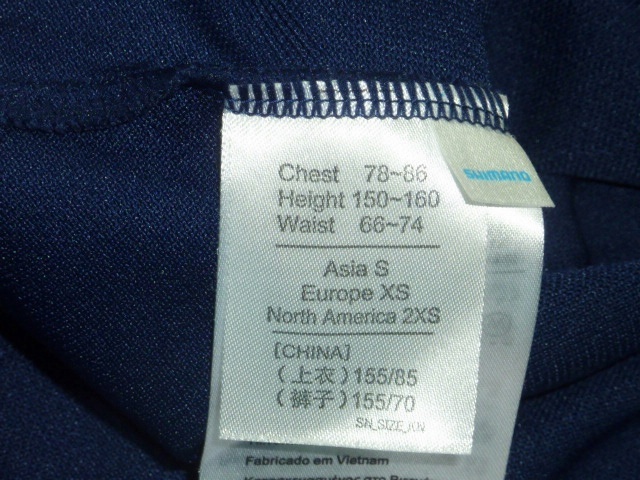 Chest 78~86
Height 150~160
Waist 66~74
SHIMANO
Asia S
Europe XS
North America 2XS
[CHINA]
(上衣)155/85
(裤子)155/70
Fabricado em Vietnam